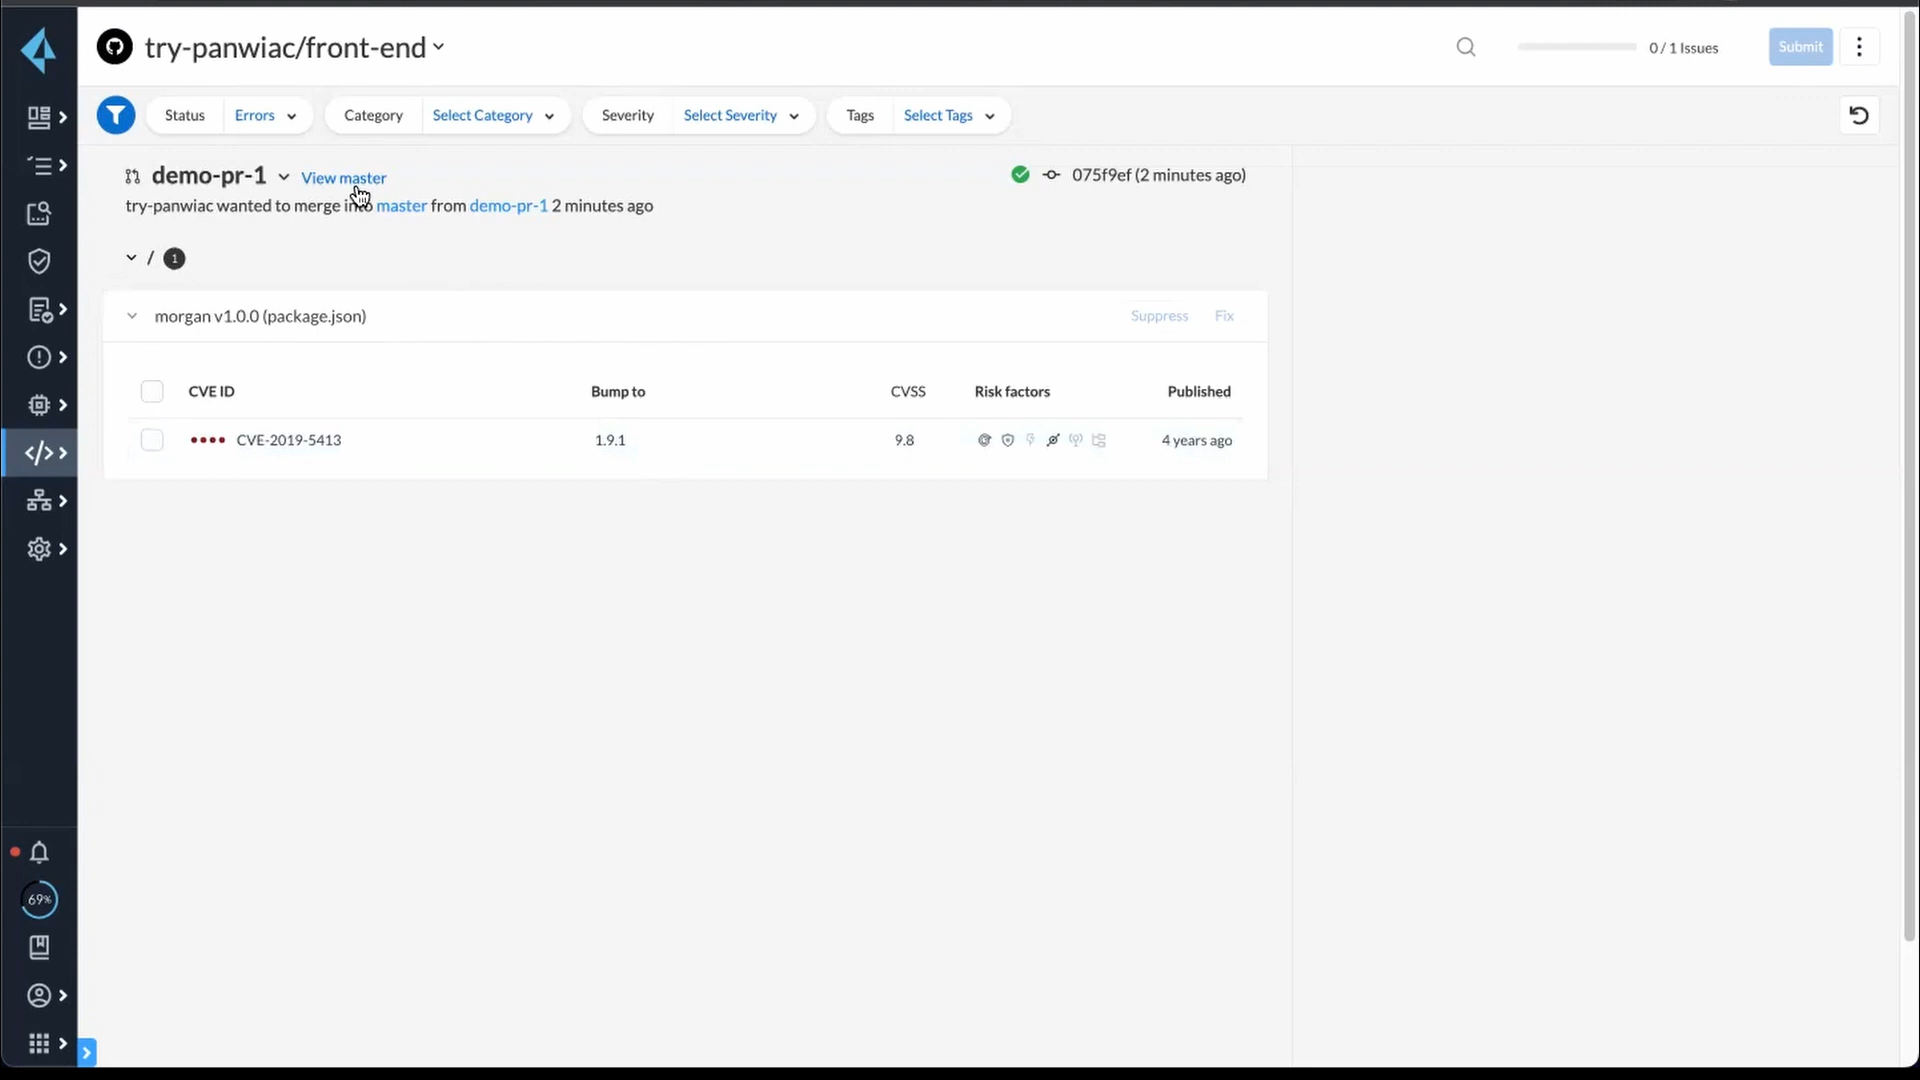 try-panwiac/front-end
0 / 1 Issues
Submit
Status Errors
Category Select Category
Severity Select Severity
Tags Select Tags
demo-pr-1 View master
075f9ef (2 minutes ago)
try-panwiac wanted to merge into master from demo-pr-1 2 minutes ago
/ 1
morgan v1.0.0 (package.json)
Suppress Fix
CVE ID Bump to CVSS Risk factors Published
CVE-2019-5413 1.9.1 9.8 4 years ago
69%